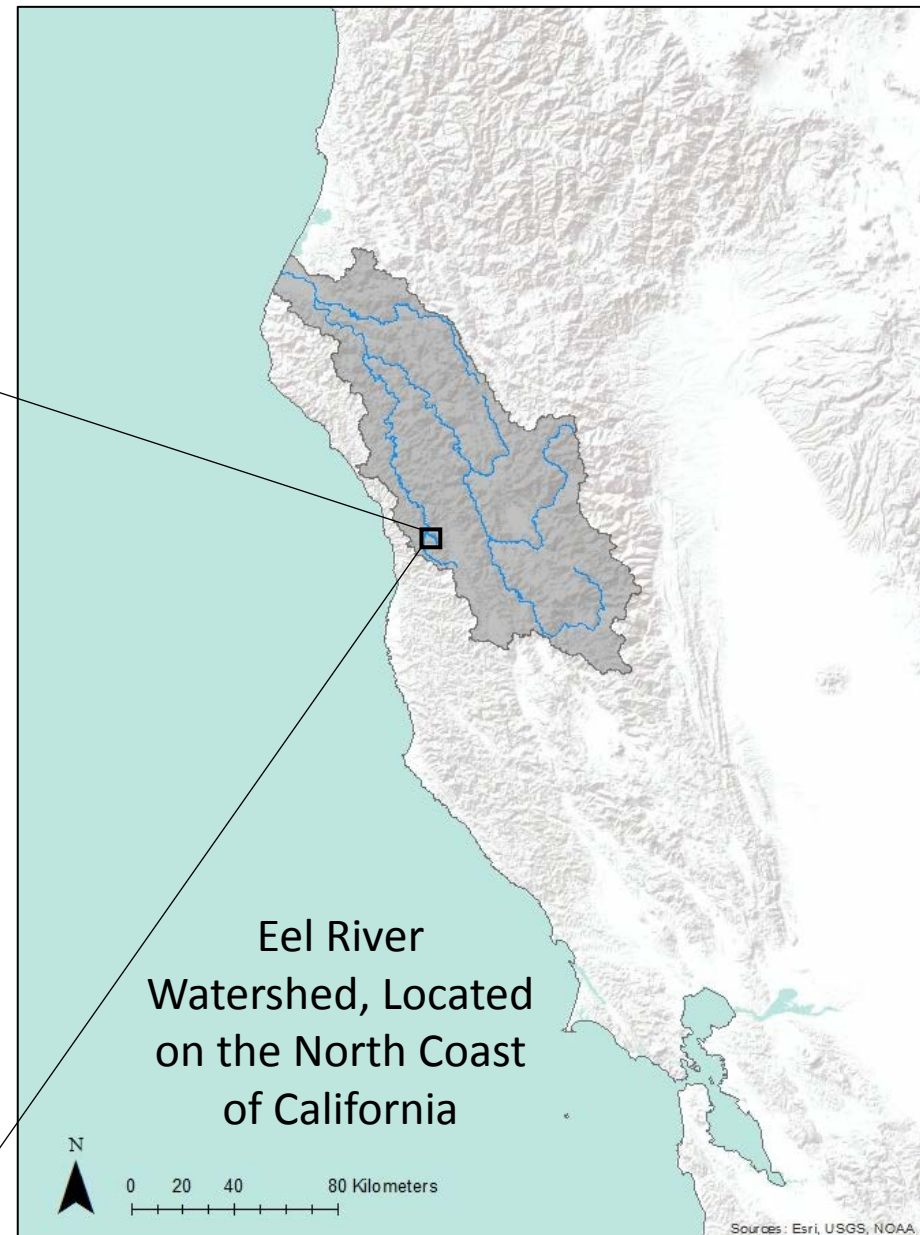 Eel River
Watershed, Located
on the North Coast
of California
N
0 20 40 80 Kilometers
Sources: Esri, USGS, NOAA